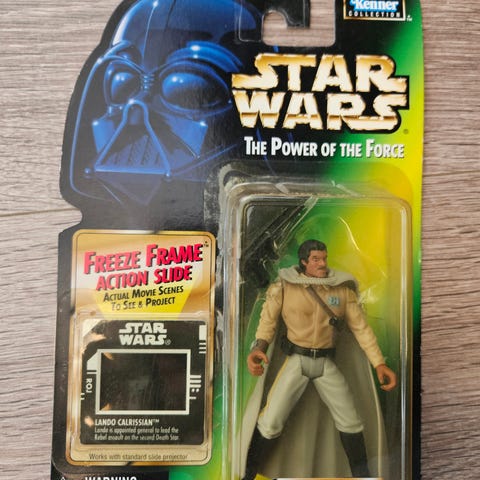 Kenner
COLLECTION
STAR
WARS
®
THE POWER OF THE FORCE
FREEZE FRAME™
ACTION SLIDE
ACTUAL MOVIE SCENES
TO SEE & PROJECT
STAR
WARS®
ROJ
LANDO CALRISSIAN™
Lando is appointed general to lead the
Rebel assault on the second Death Star.
Works with standard slide projector
WARNING